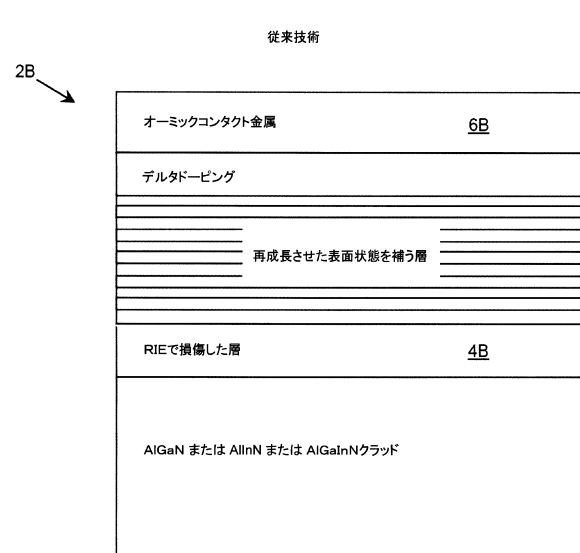 従来技術
2B
オーミックコンタクト金属 6B
デルタドーピング
再成長させた表面状態を補う層
RIEで損傷した層 4B
AlGaN または AlInN または AlGaInNクラッド